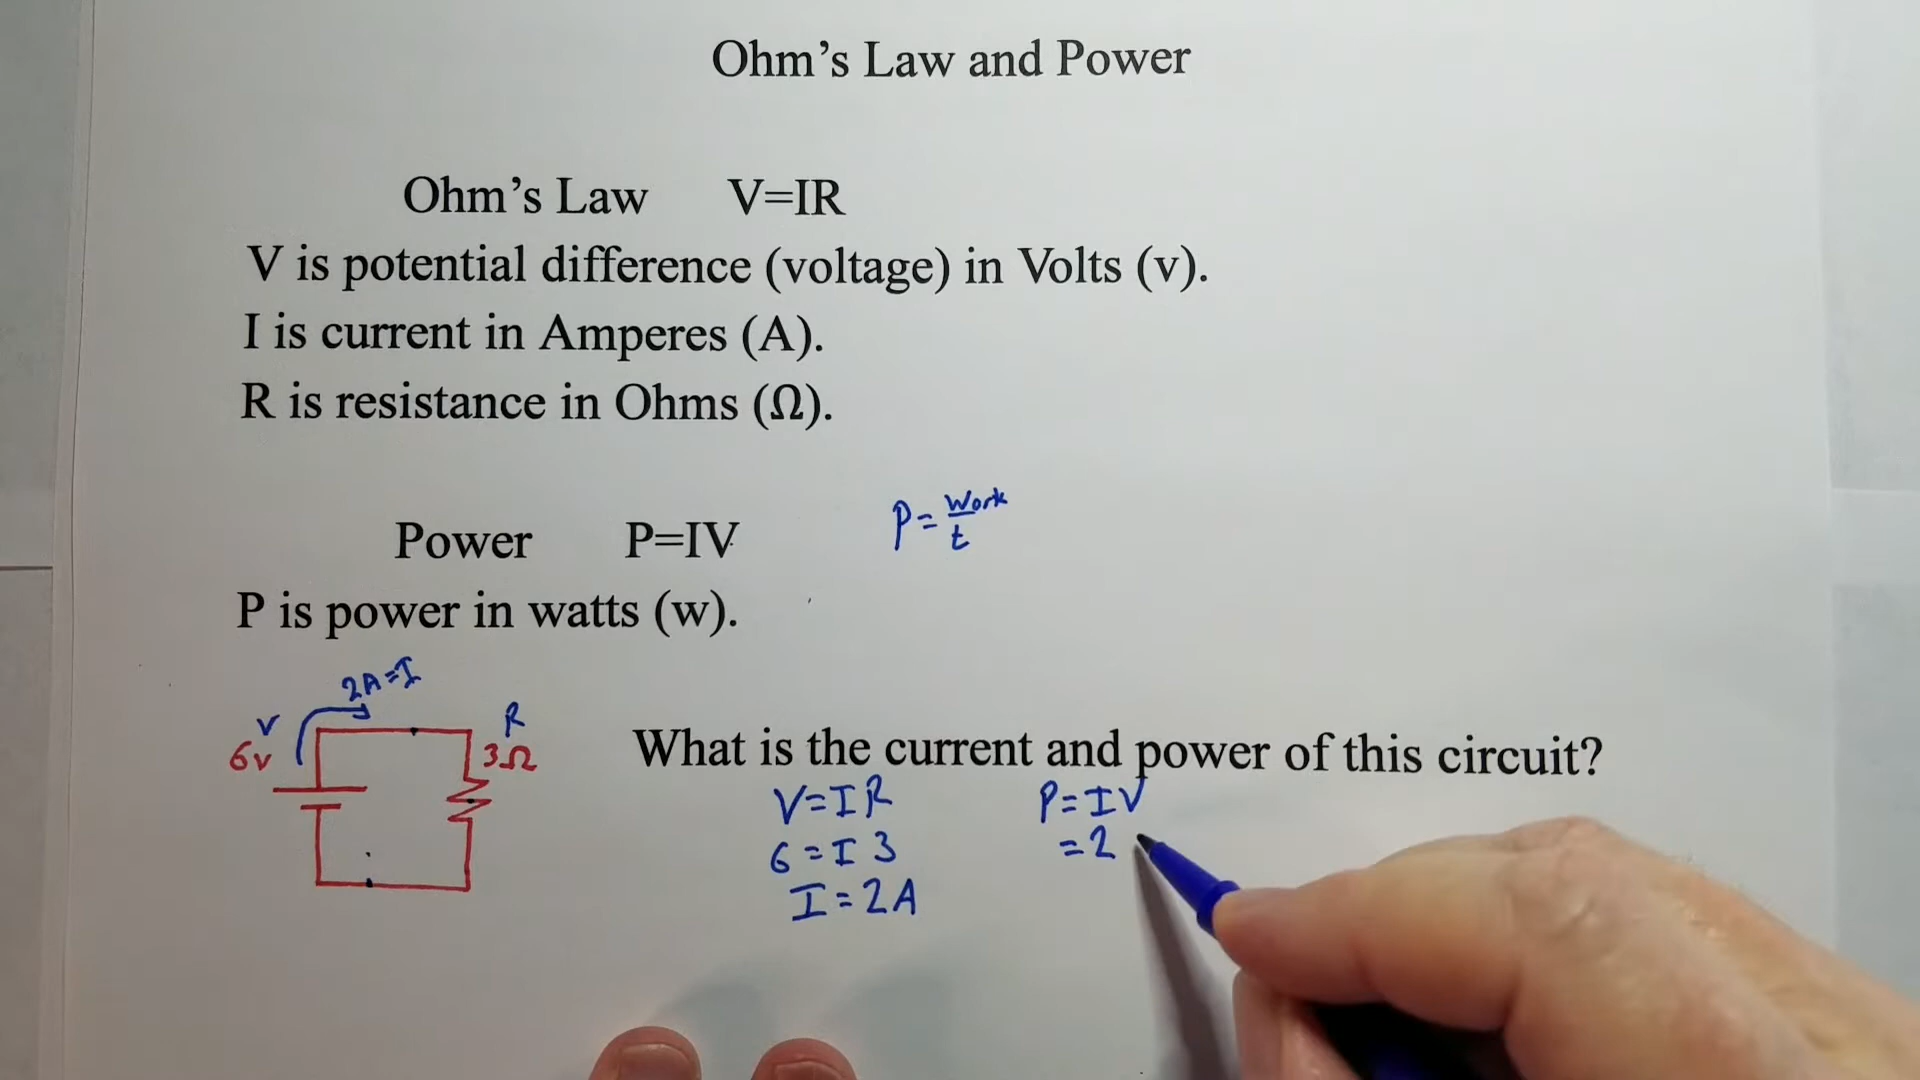 Ohm’s Law and Power
Ohm’s Law V=IR
V is potential difference (voltage) in Volts (v).
I is current in Amperes (A).
R is resistance in Ohms (Ω).
P=Work/t
Power P=IV
P is power in watts (w).
2A=I
V
6v
R
3Ω
What is the current and power of this circuit?
V=IR
6=I 3
I=2A
P=IV
=2